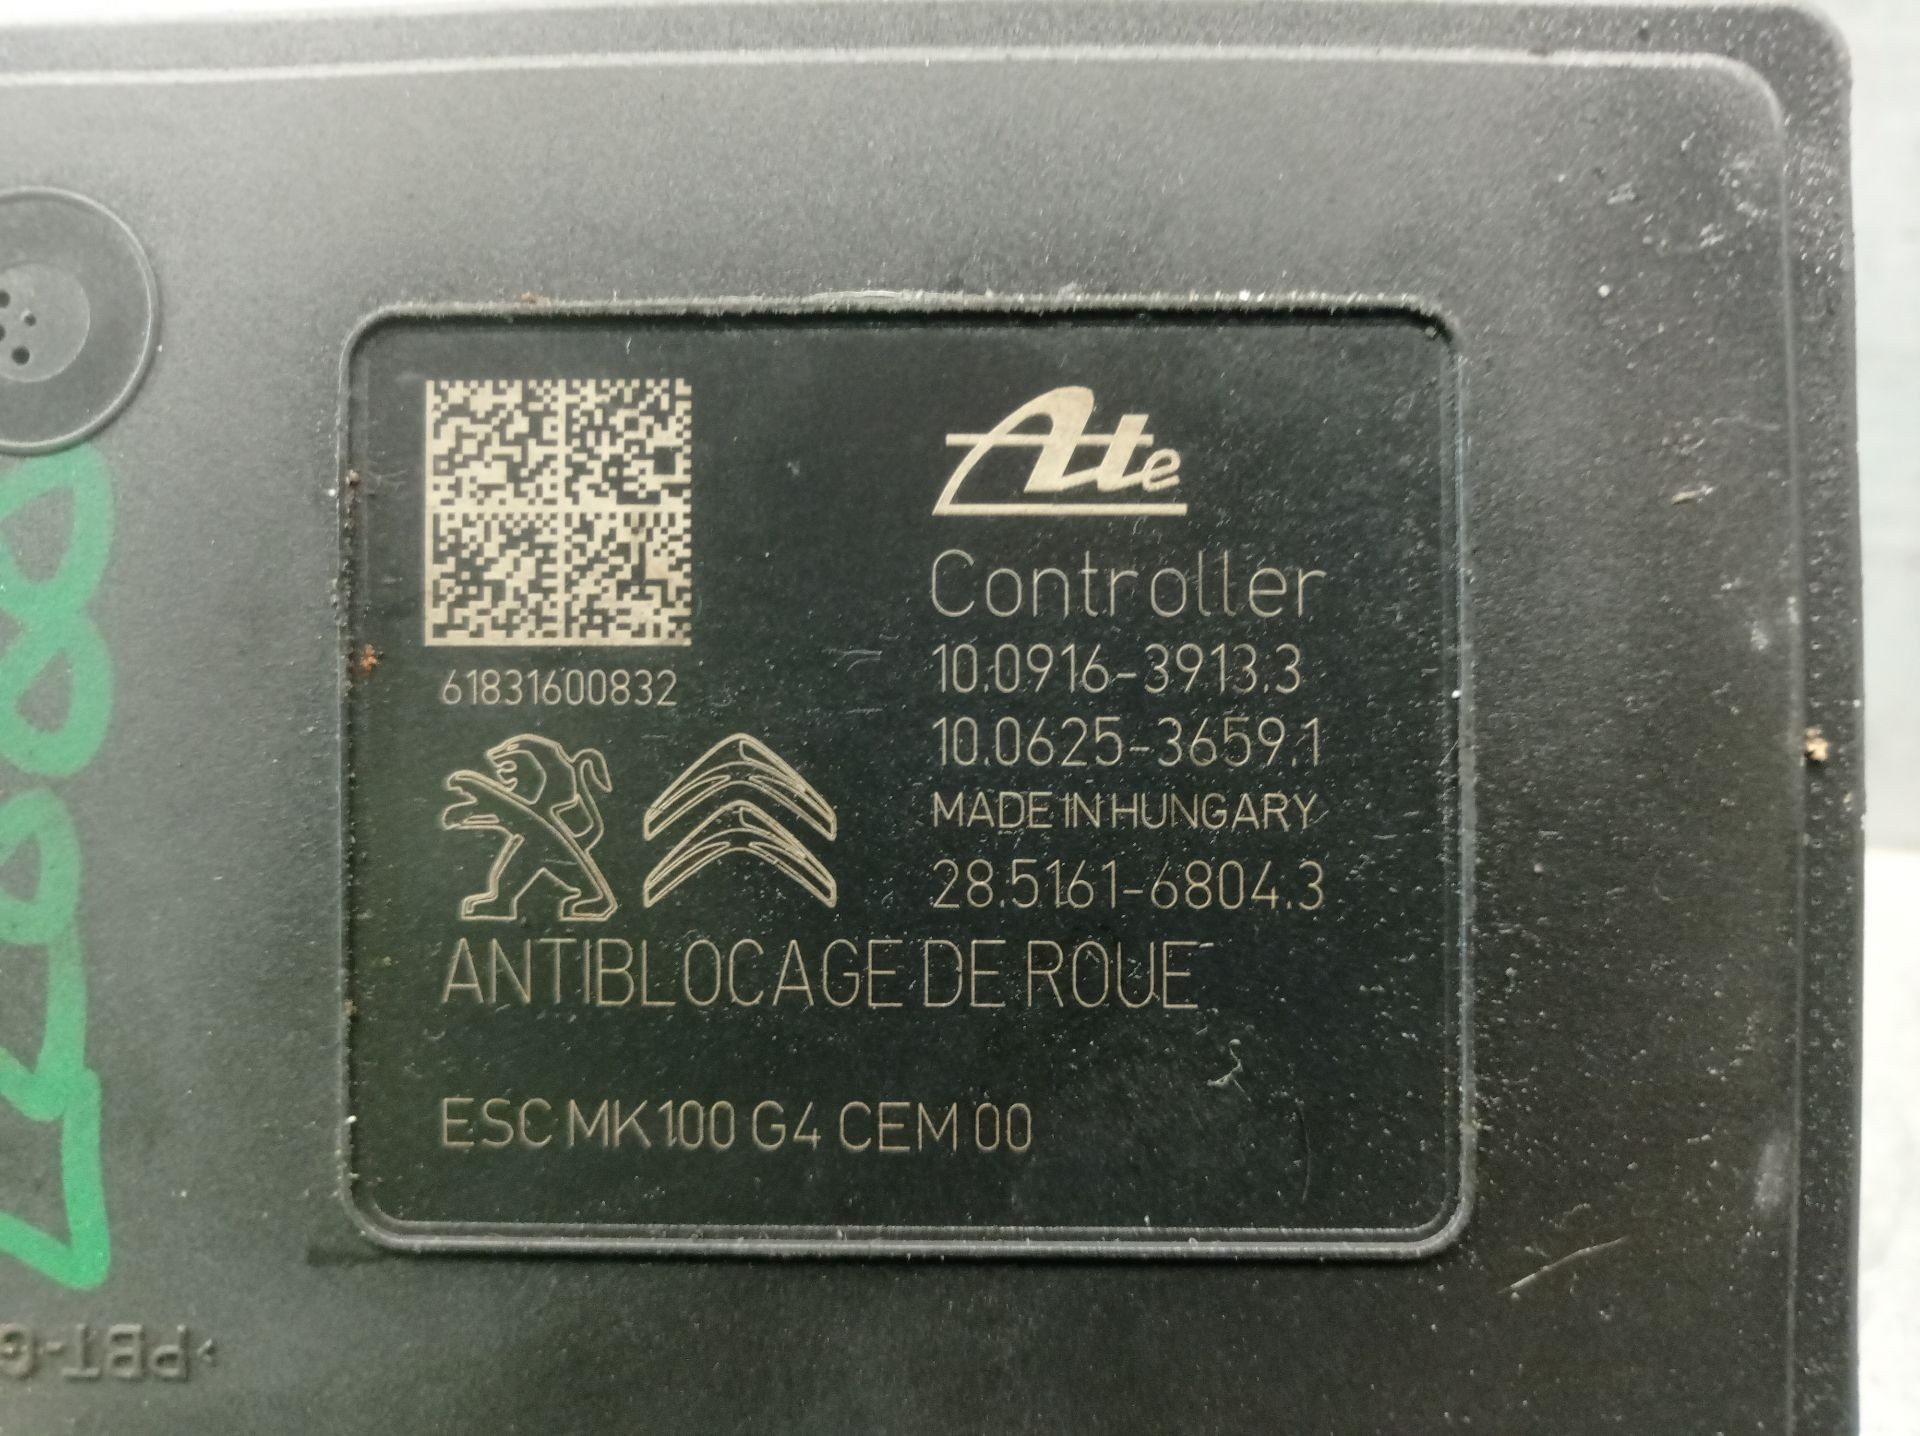 Ate
Controller
10.0916-3913.3
10.0625-3659.1
MADE IN HUNGARY
28.5161-6804.3
61831600832
ANTIBLOCAGE DE ROUE
ESC MK100 G4 CEM 00
>PBT-G